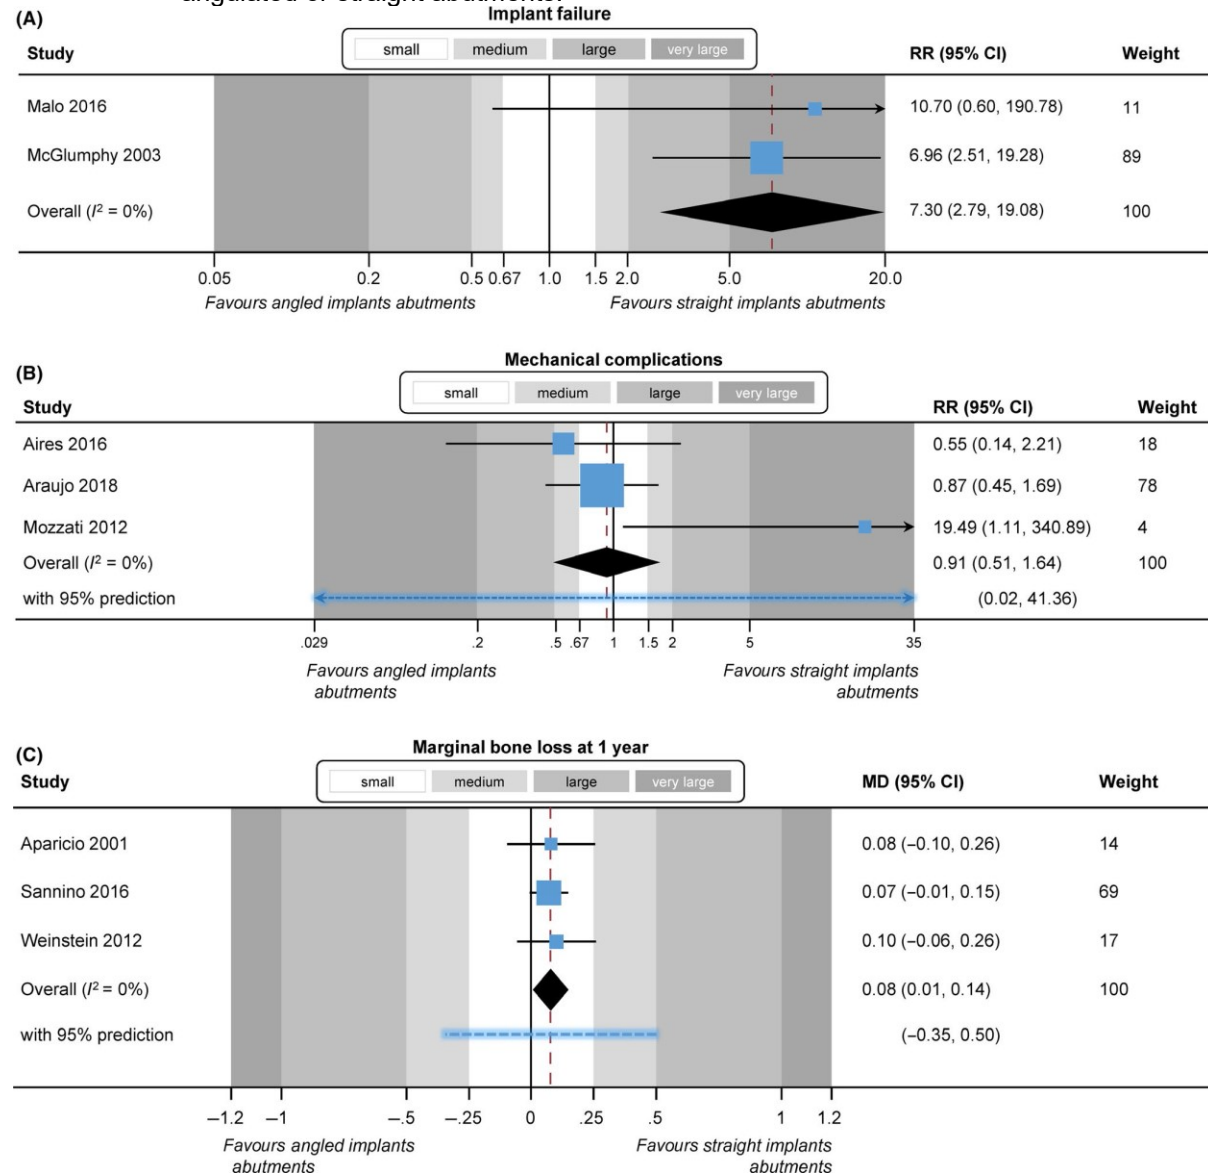 angulated or straight abutments.
(A) Implant failure
small medium large very large
Study RR (95% CI) Weight
Malo 2016 10.70 (0.60, 190.78) 11
McGlumphy 2003 6.96 (2.51, 19.28) 89
Overall (I² = 0%) 7.30 (2.79, 19.08) 100
0.05 0.2 0.5 0.67 1.0 1.5 2.0 5.0 20.0
Favours angled implants abutments Favours straight implants abutments
(B) Mechanical complications
small medium large very large
Study RR (95% CI) Weight
Aires 2016 0.55 (0.14, 2.21) 18
Araujo 2018 0.87 (0.45, 1.69) 78
Mozzati 2012 19.49 (1.11, 340.89) 4
Overall (I² = 0%) 0.91 (0.51, 1.64) 100
with 95% prediction (0.02, 41.36)
.029 .2 .5 .67 1 1.5 2 5 35
Favours angled implants Favours straight implants
abutments abutments
(C) Marginal bone loss at 1 year
small medium large very large
Study MD (95% CI) Weight
Aparicio 2001 0.08 (–0.10, 0.26) 14
Sannino 2016 0.07 (–0.01, 0.15) 69
Weinstein 2012 0.10 (–0.06, 0.26) 17
Overall (I² = 0%) 0.08 (0.01, 0.14) 100
with 95% prediction (–0.35, 0.50)
–1.2 –1 –.5 –.25 0 .25 .5 1 1.2
Favours angled implants Favours straight implants
abutments abutments